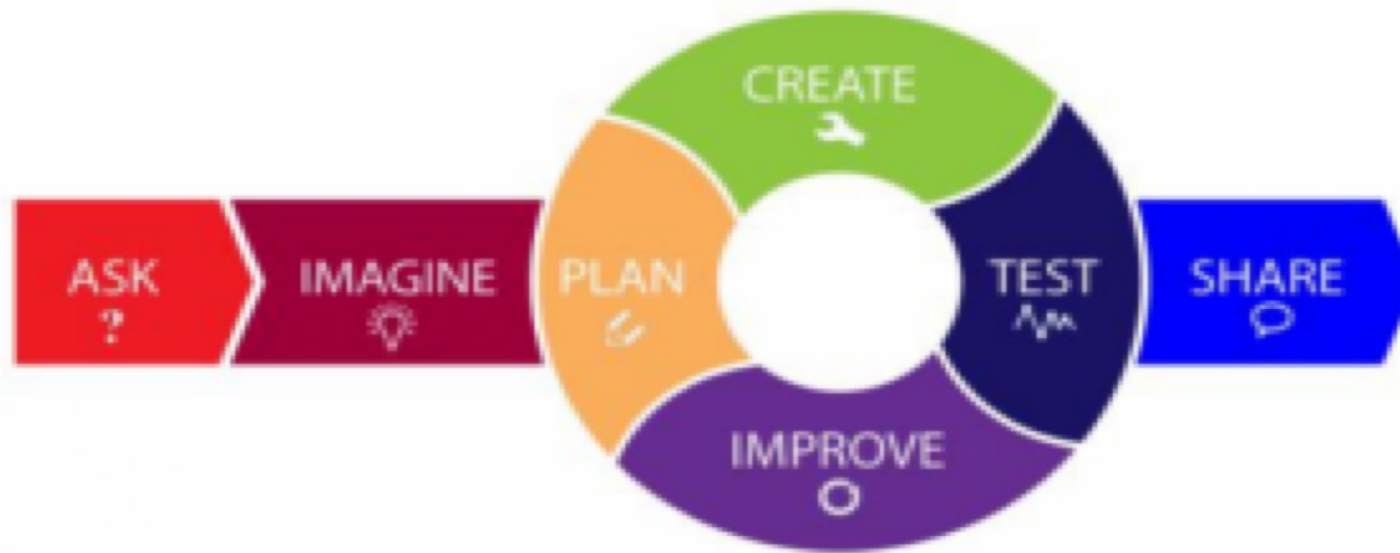 ASK
?
IMAGINE
PLAN
CREATE
TEST
IMPROVE
SHARE